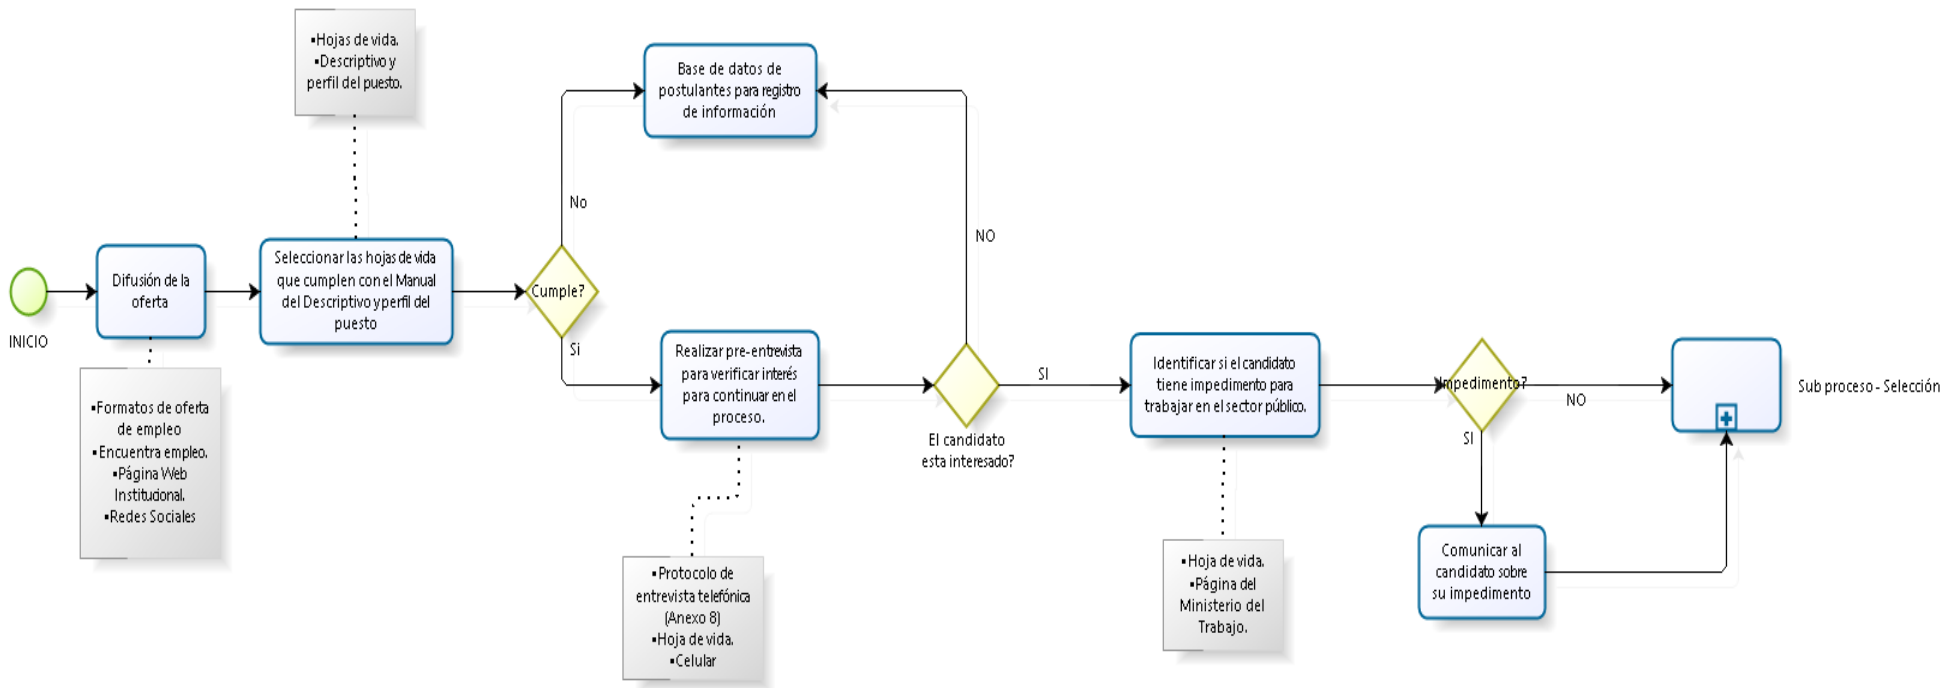 ▪Hojas de vida.
▪Descriptivo y
perfil del puesto.
Base de datos de
postulantes para registro
de información
No
NO
INICIO
Difusión de la
oferta
Seleccionar las hojas de vida
que cumplen con el Manual
del Descriptivo y perfil del
puesto
Cumple?
Si
Realizar pre-entrevista
para verificar interés
para continuar en el
proceso.
El candidato
esta interesado?
SI
Identificar si el candidato
tiene impedimento para
trabajar en el sector público.
Impedimento?
NO
SI
Sub proceso - Selección
▪Formatos de oferta
de empleo
▪Encuentra empleo.
▪Página Web
Institucional.
▪Redes Sociales
▪Protocolo de
entrevista telefónica
(Anexo 8)
▪Hoja de vida.
▪Celular
▪Hoja de vida.
▪Página del
Ministerio del
Trabajo.
Comunicar al
candidato sobre
su impedimento